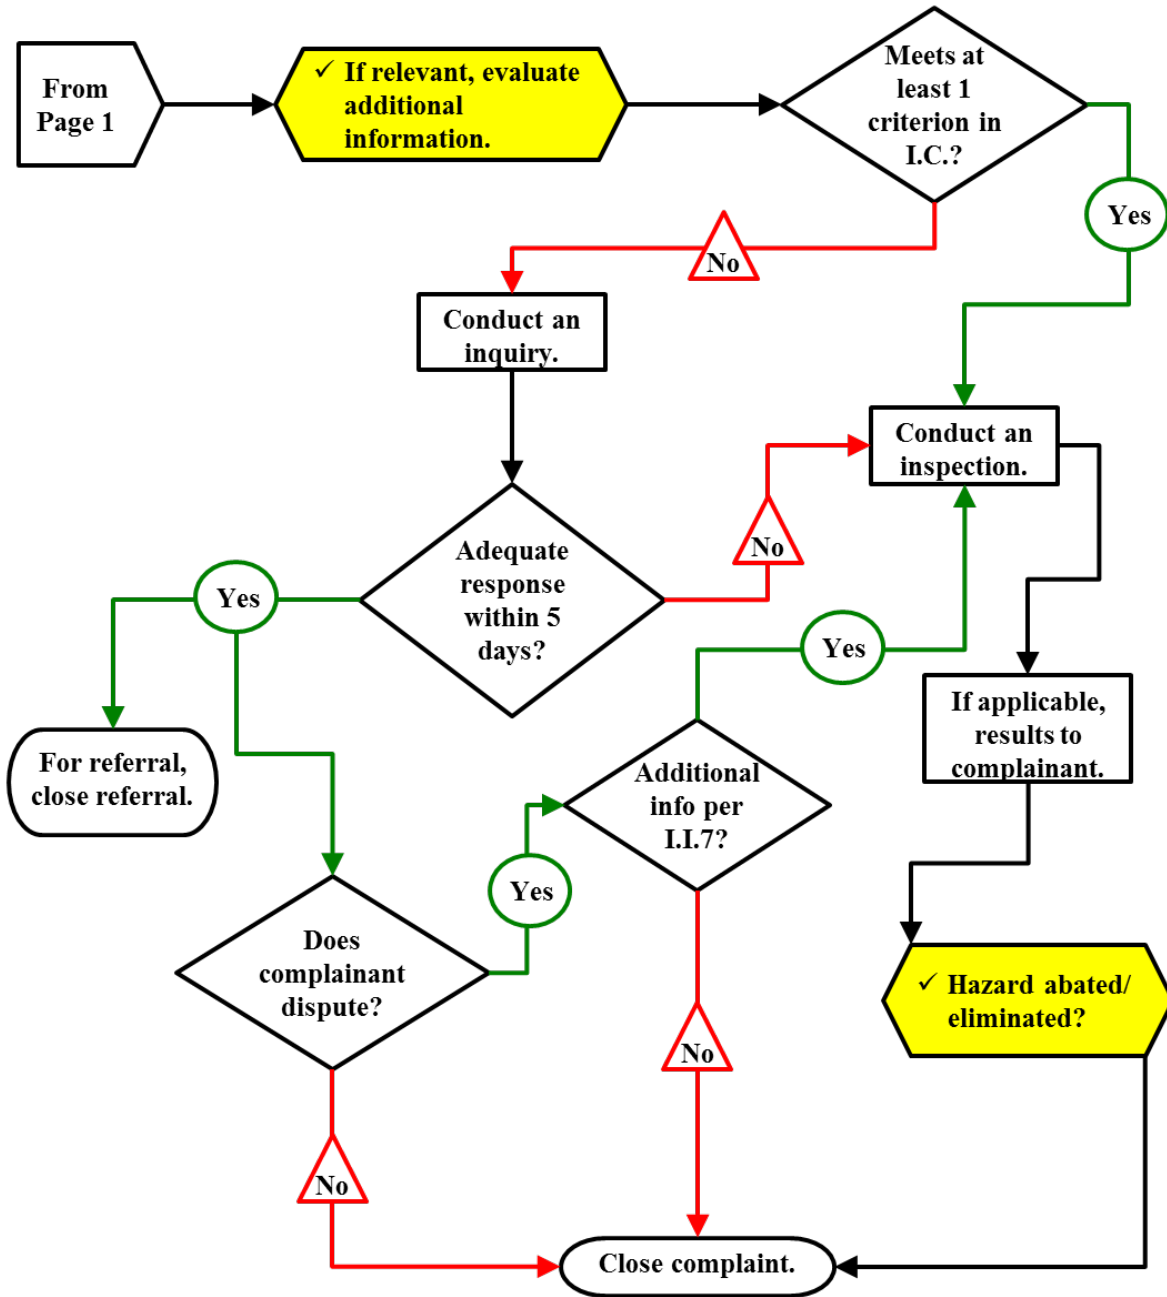 From
Page 1
✓ If relevant, evaluate
additional
information.
Meets at
least 1
criterion in
I.C.?
Yes
No
Conduct an
inquiry.
Conduct an
inspection.
Adequate
response
within 5
days?
No
Yes
Yes
For referral,
close referral.
If applicable,
results to
complainant.
Additional
info per
I.I.7?
Yes
Does
complainant
dispute?
✓ Hazard abated/
eliminated?
No
No
Close complaint.